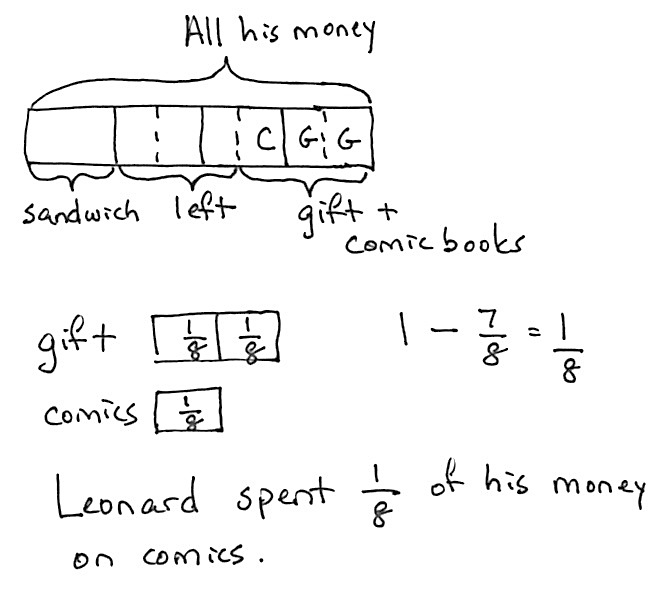 All his money
C G G
sandwich left gift +
comic books
gift 1/8 1/8 1 - 7/8 = 1/8
comics 1/8
Leonard spent 1/8 of his money
on comics.